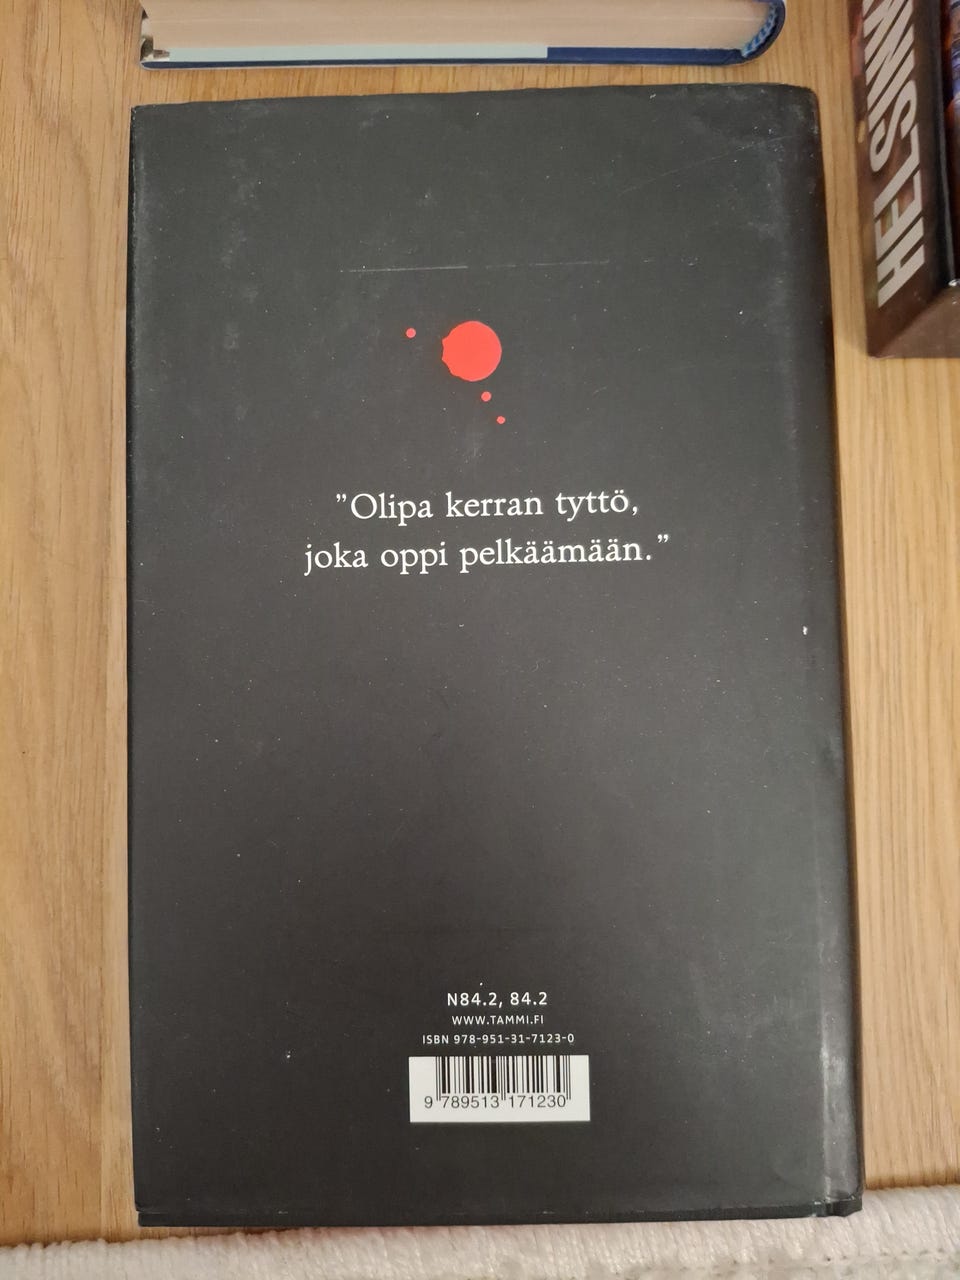 HELSIN
"Olipa kerran tyttö,
joka oppi pelkäämään."
N84.2, 84.2
WWW.TAMMI.FI
ISBN 978-951-31-7123-0
9 789513 171230